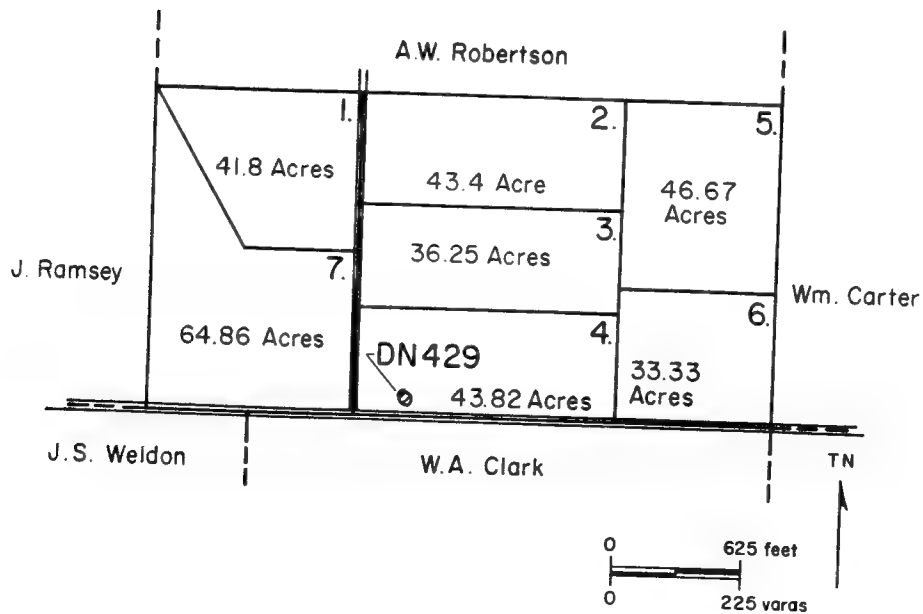 A.W. Robertson
1.
2.
5.
41.8 Acres
43.4 Acre
46.67
Acres
3.
36.25 Acres
J. Ramsey
7.
Wm. Carter
6.
4.
64.86 Acres
DN429
33.33
Acres
43.82 Acres
J.S. Weldon
W.A. Clark
TN
0
625 feet
0
225 varas